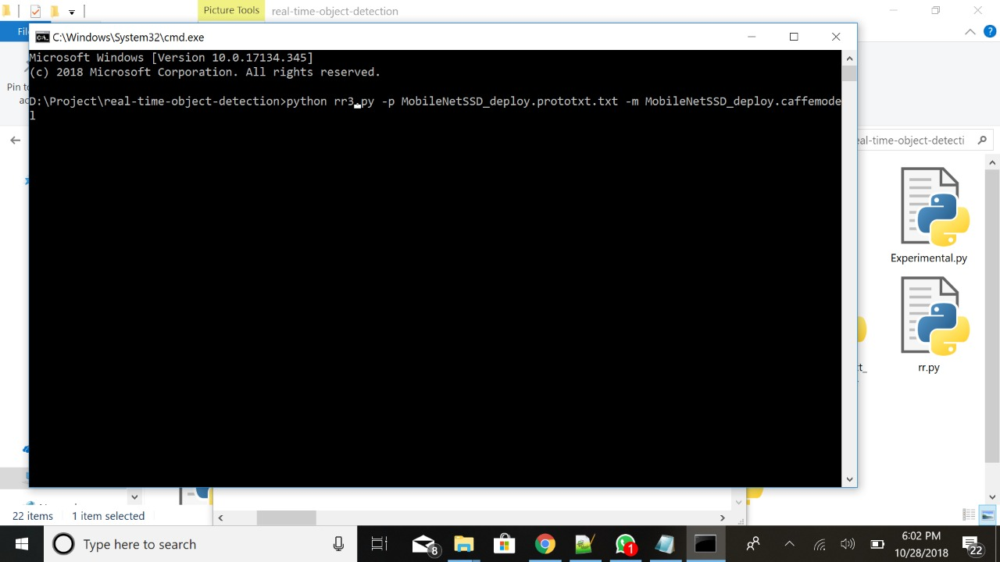 Picture Tools
real-time-object-detection
C:\Windows\System32\cmd.exe
Microsoft Windows [Version 10.0.17134.345]
(c) 2018 Microsoft Corporation. All rights reserved.
D:\Project\real-time-object-detection>python rr3.py -p MobileNetSSD_deploy.prototxt.txt -m MobileNetSSD_deploy.caffemode
l
Pin to
eal-time-object-detecti
Experimental.py
rr.py
22 items
1 item selected
Type here to search
8
1
6:02 PM
10/28/2018
22